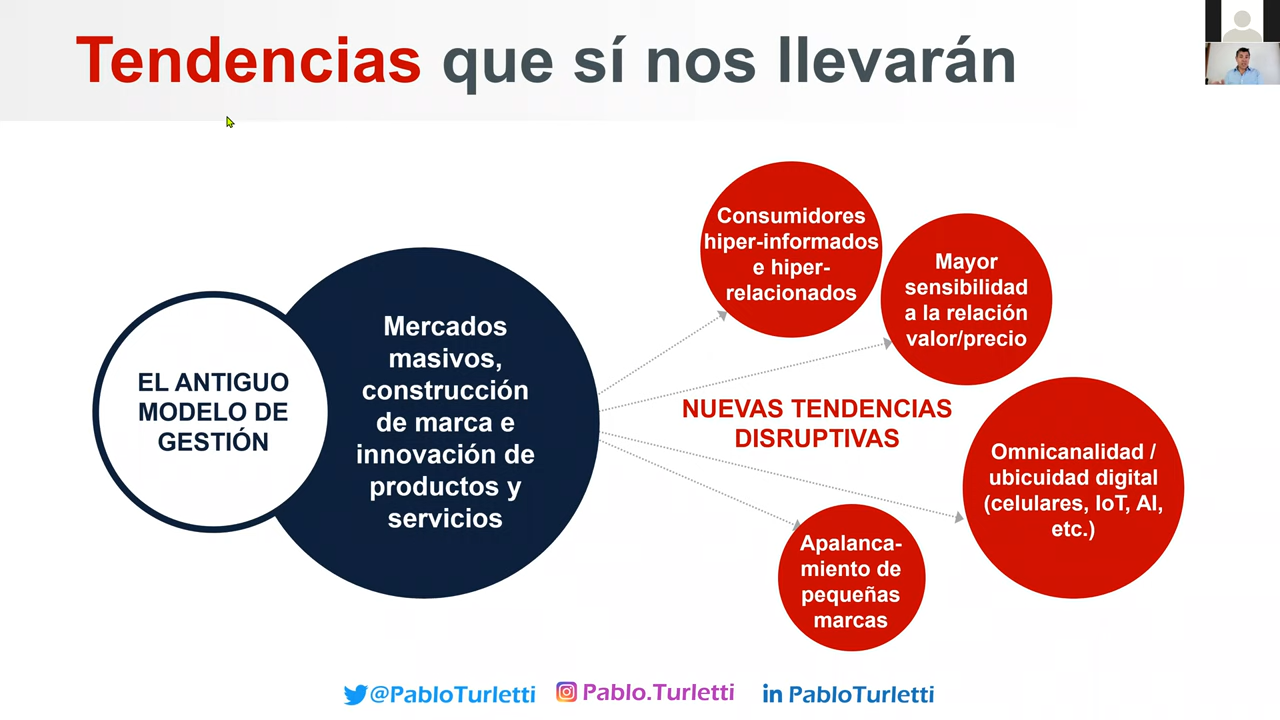 Tendencias que sí nos llevarán
EL ANTIGUO
MODELO DE
GESTIÓN
Mercados
masivos,
construcción
de marca e
innovación de
productos y
servicios
Consumidores
hiper-informados
e hiper-
relacionados
Mayor
sensibilidad
a la relación
valor/precio
NUEVAS TENDENCIAS
DISRUPTIVAS
Omnicanalidad /
ubicuidad digital
(celulares, IoT, AI,
etc.)
Apalanca-
miento de
pequeñas
marcas
@PabloTurletti
Pablo.Turletti
in PabloTurletti